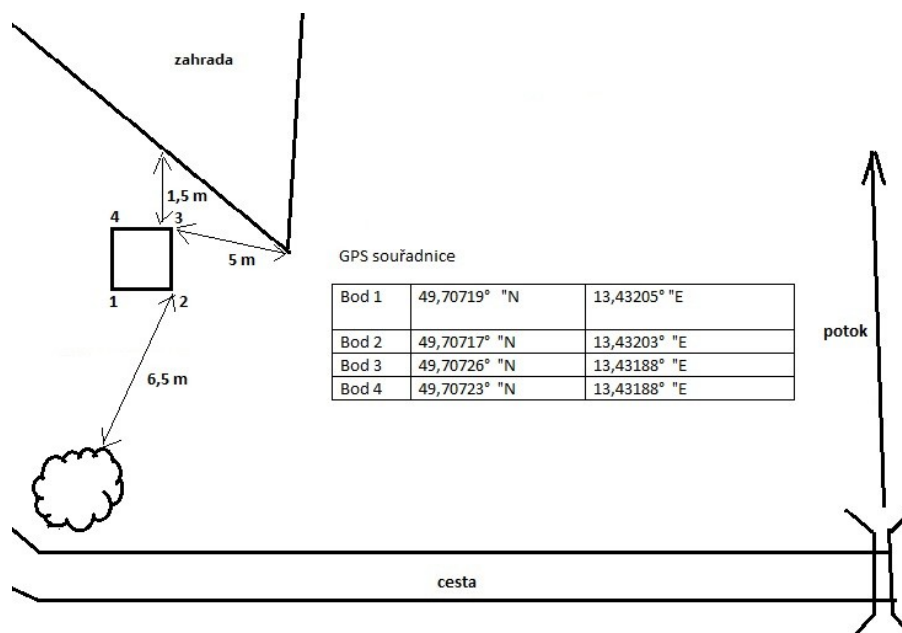 zahrada
1,5 m
4 3
5 m
1 2
GPS souřadnice
Bod 1 49,70719° "N 13,43205° "E
Bod 2 49,70717° "N 13,43203° "E
Bod 3 49,70726° "N 13,43188° "E
Bod 4 49,70723° "N 13,43188° "E
potok
6,5 m
cesta